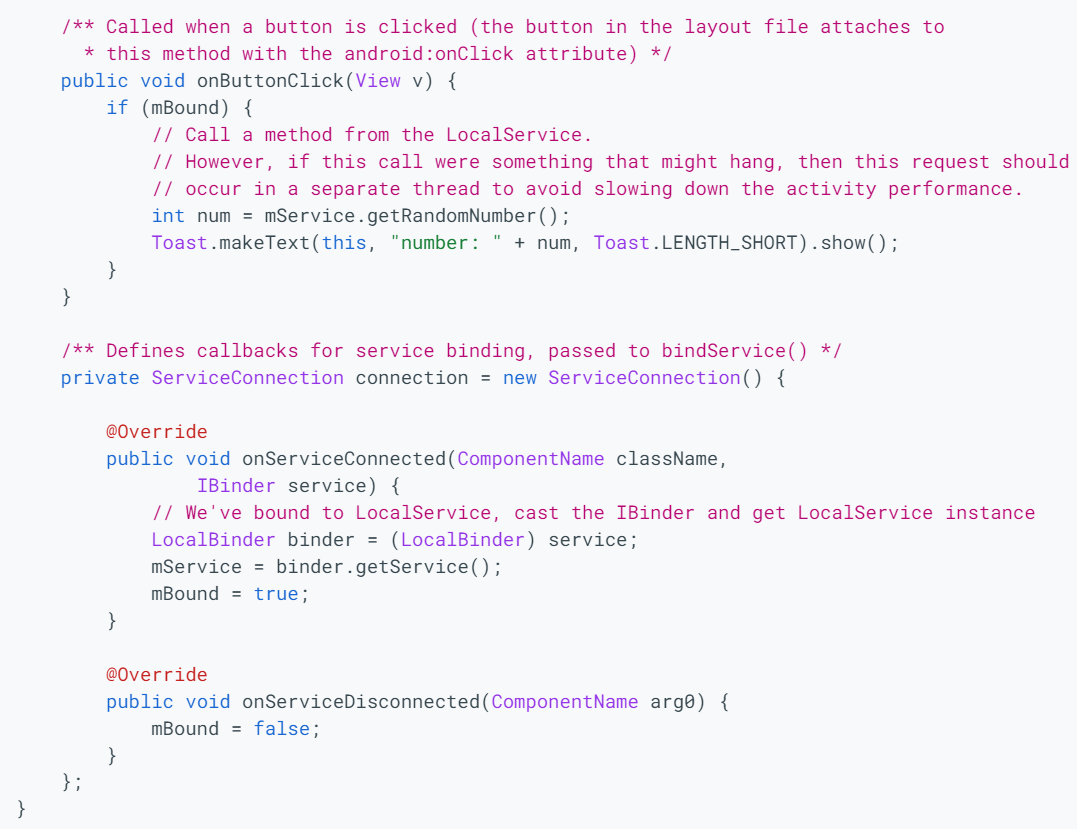 /** Called when a button is clicked (the button in the layout file attaches to
* this method with the android:onClick attribute) */
public void onButtonClick(View v) {
if (mBound) {
// Call a method from the LocalService.
// However, if this call were something that might hang, then this request should
// occur in a separate thread to avoid slowing down the activity performance.
int num = mService.getRandomNumber();
Toast.makeText(this, "number: " + num, Toast.LENGTH_SHORT).show();
}
}
/** Defines callbacks for service binding, passed to bindService() */
private ServiceConnection connection = new ServiceConnection() {
@Override
public void onServiceConnected(ComponentName className,
IBinder service) {
// We've bound to LocalService, cast the IBinder and get LocalService instance
LocalBinder binder = (LocalBinder) service;
mService = binder.getService();
mBound = true;
}
@Override
public void onServiceDisconnected(ComponentName arg0) {
mBound = false;
}
};
}